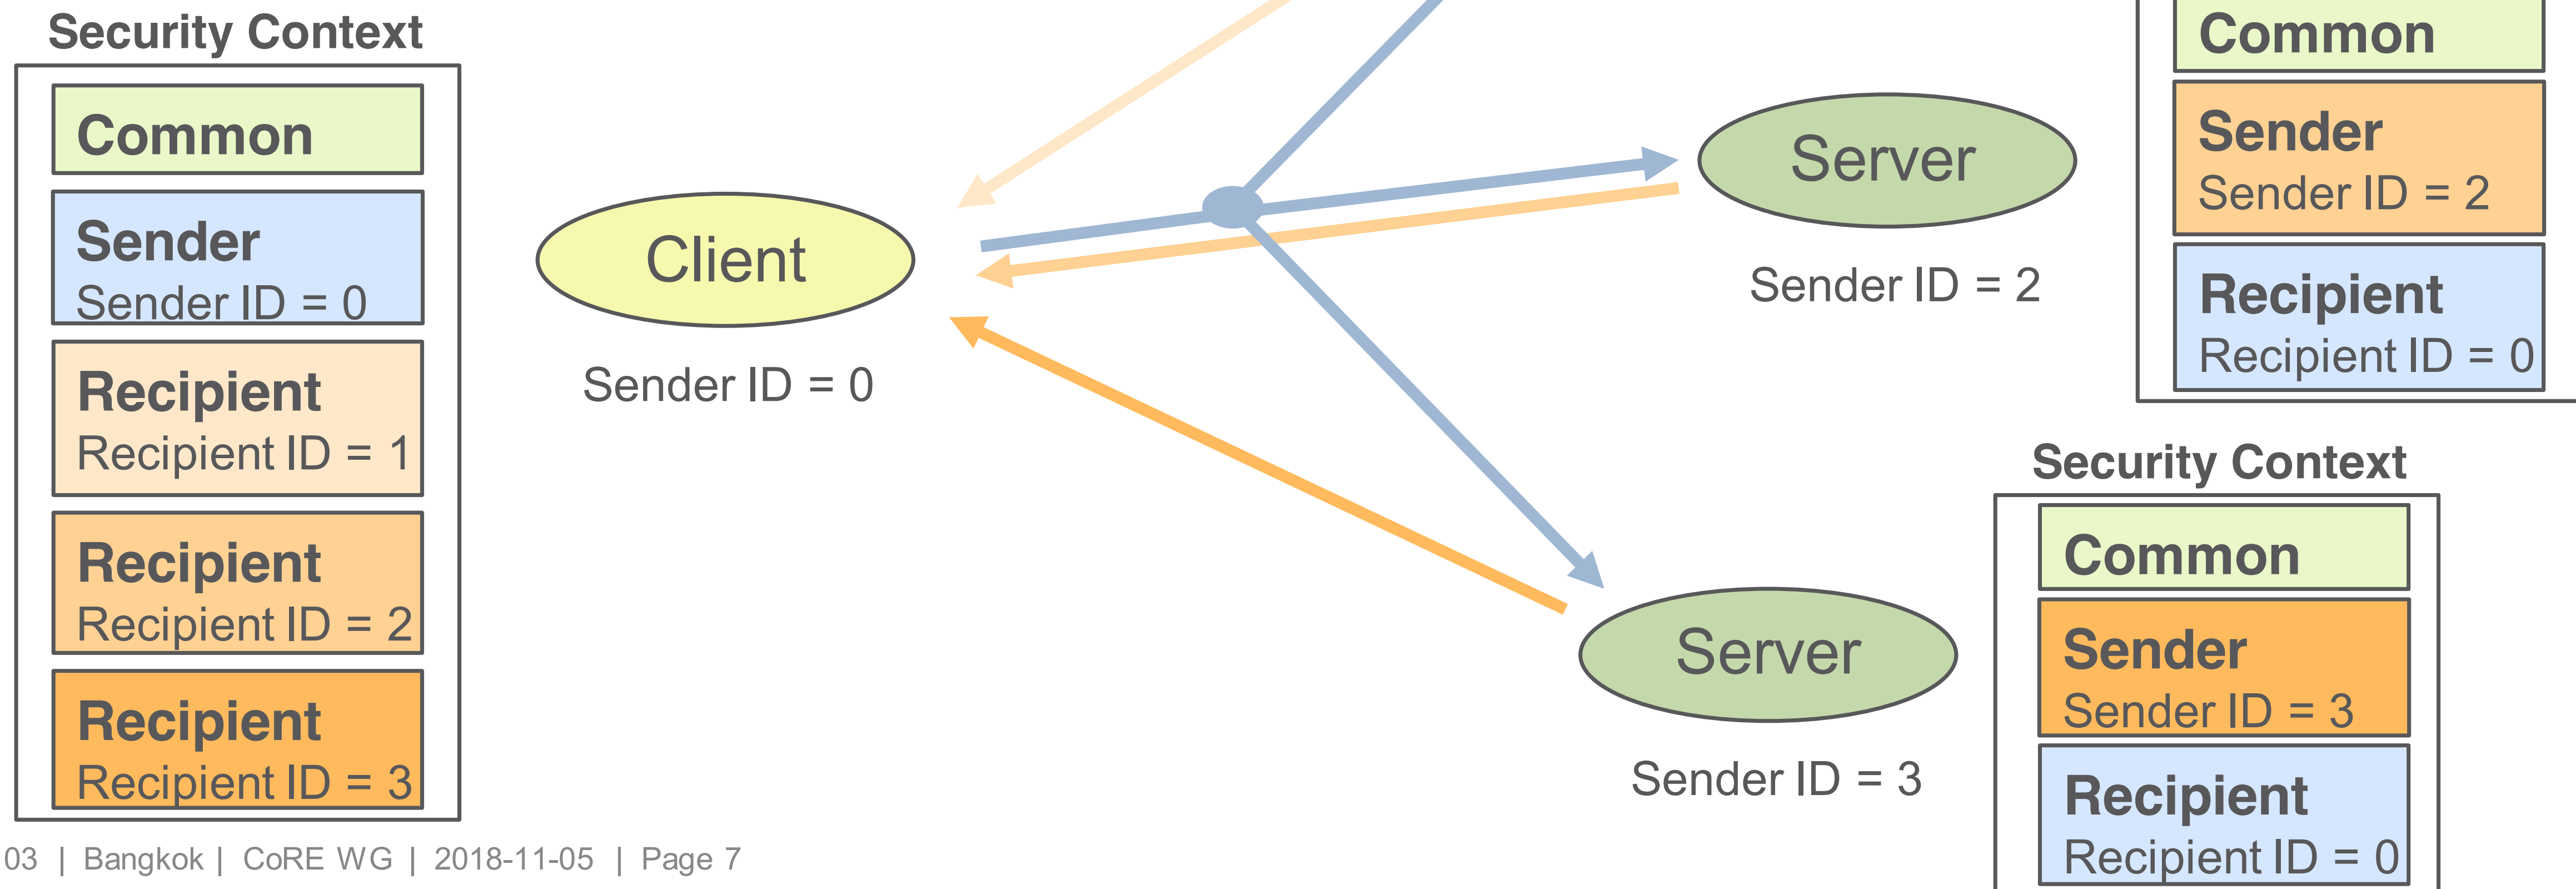 Security Context
Common
Sender
Sender ID = 0
Recipient
Recipient ID = 1
Recipient
Recipient ID = 2
Recipient
Recipient ID = 3
Client
Sender ID = 0
Server
Sender ID = 2
Common
Sender
Sender ID = 2
Recipient
Recipient ID = 0
Server
Sender ID = 3
Security Context
Common
Sender
Sender ID = 3
Recipient
Recipient ID = 0
03 | Bangkok | CoRE WG | 2018-11-05 | Page 7